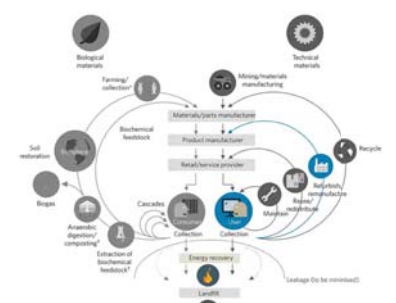 Biological
materials
Technical
materials
Farming/
collection¹
Mining/materials
manufacturing
Biochemical
feedstock
Materials/parts manufacturer
Product manufacturer
Retail/service provider
Recycle
Refurbish,
remanufacture
Reuse/
redistribute
Maintain
Soil
restoration
Biosphere
Biogas
Cascades
Consumer
User
Collection
Collection
Anaerobic
digestion/
composting²
Extraction of
biochemical
feedstock²
Energy recovery
Leakage (to be minimised)
Landfill